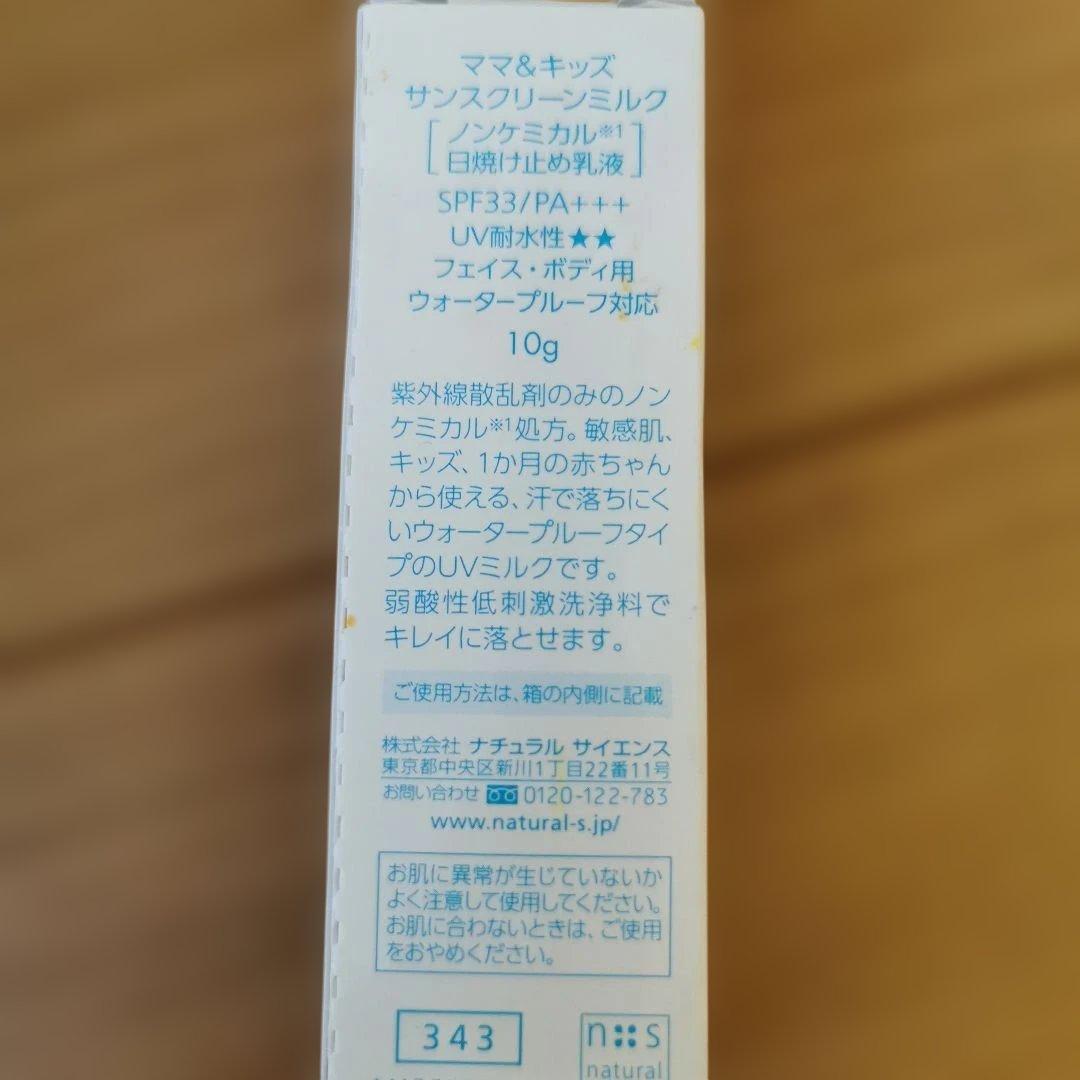 ママ&キッズ
サンスクリーンミルク
ノンケミカル※1
日焼け止め乳液
SPF33/PA+++
UV耐水性★★
フェイス・ボディ用
ウォータープルーフ対応
10g
紫外線散乱剤のみのノン
ケミカル※1処方。敏感肌、
キッズ、1か月の赤ちゃん
から使える、汗で落ちにく
いウォータープルーフタイ
プのUVミルクです。
弱酸性低刺激洗浄料で
キレイに落とせます。
ご使用方法は、箱の内側に記載
株式会社 ナチュラル サイエンス
東京都中央区新川1丁目22番11号
お問い合わせ 0120-122-783
www.natural-s.jp/
お肌に異常が生じていないか
よく注意して使用してください。
お肌に合わないときは、ご使用
をおやめください。
343
n s
natural